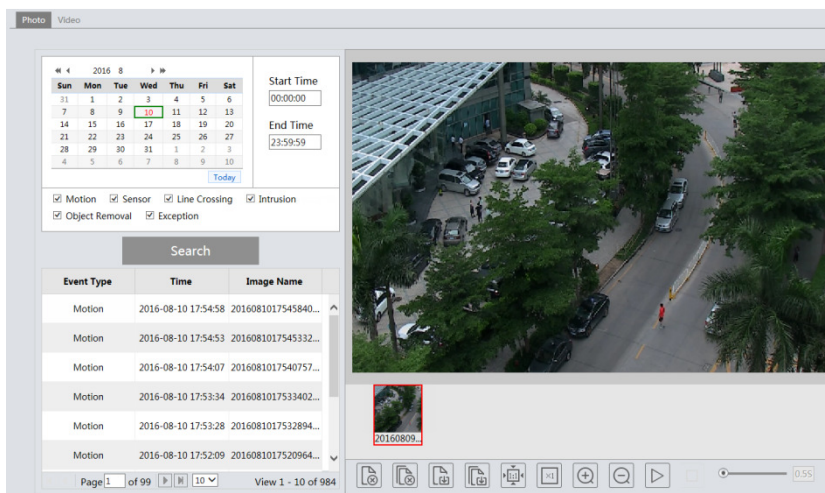 Photo Video
2016 8
Sun Mon Tue Wed Thu Fri Sat
31 1 2 3 4 5 6
7 8 9 10 11 12 13
14 15 16 17 18 19 20
21 22 23 24 25 26 27
28 29 30 31 1 2 3
4 5 6 7 8 9 10
Today
Start Time
00:00:00
End Time
23:59:59
Motion Sensor Line Crossing Intrusion
Object Removal Exception
Search
Event Type Time Image Name
Motion 2016-08-10 17:54:58 2016081017545840...
Motion 2016-08-10 17:54:53 2016081017545332...
Motion 2016-08-10 17:54:07 2016081017540757...
Motion 2016-08-10 17:53:34 2016081017533402...
Motion 2016-08-10 17:53:28 2016081017532894...
Motion 2016-08-10 17:52:09 2016081017520964...
Page 1 of 99 10 View 1 - 10 of 984
20160809...
1:1 X1 0.5S